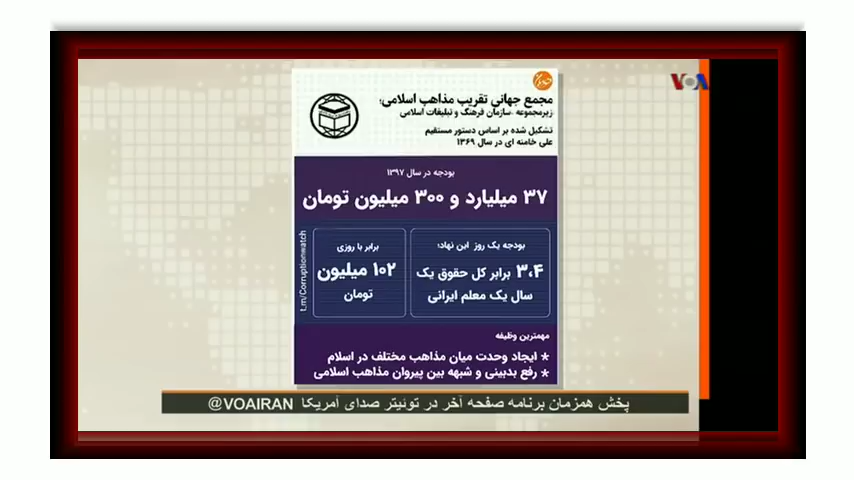 VOA
مجمع جهانی تقریب مذاهب اسلامی؛
زیرمجموعه -سازمان فرهنگ و تبلیغات اسلامی
تشکیل شده بر اساس دستور مستقیم
علی خامنه ای در سال ۱۳۶۹
بودجه در سال ۱۳۹۷
۳۷ میلیارد و ۳۰۰ میلیون تومان
بودجه یک روز این نهاد؛
۳،۴ برابر کل حقوق یک
سال یک معلم ایرانی
برابر با روزی
۱۰۲ میلیون
تومان
t.m/Corruptionwatch
مهمترین وظیفه
* ایجاد وحدت میان مذاهب مختلف در اسلام
* رفع بدبینی و شبهه بین پیروان مذاهب اسلامی
پخش همزمان برنامه صفحه آخر در توئیتر صدای آمریکا @VOAIRAN